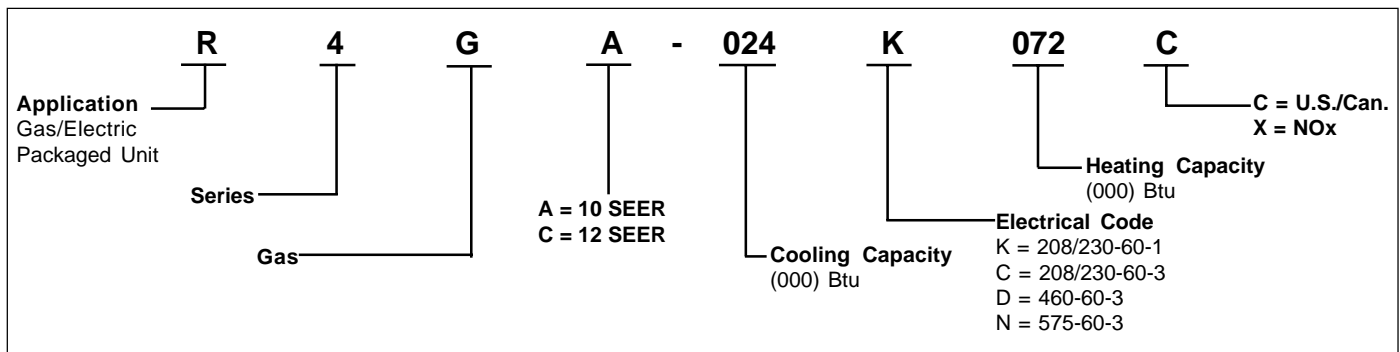 R 4 G A - 024 K 072 C
Application
Gas/Electric
Packaged Unit
Series
Gas
A = 10 SEER
C = 12 SEER
Cooling Capacity
(000) Btu
Electrical Code
K = 208/230-60-1
C = 208/230-60-3
D = 460-60-3
N = 575-60-3
Heating Capacity
(000) Btu
C = U.S./Can.
X = NOx